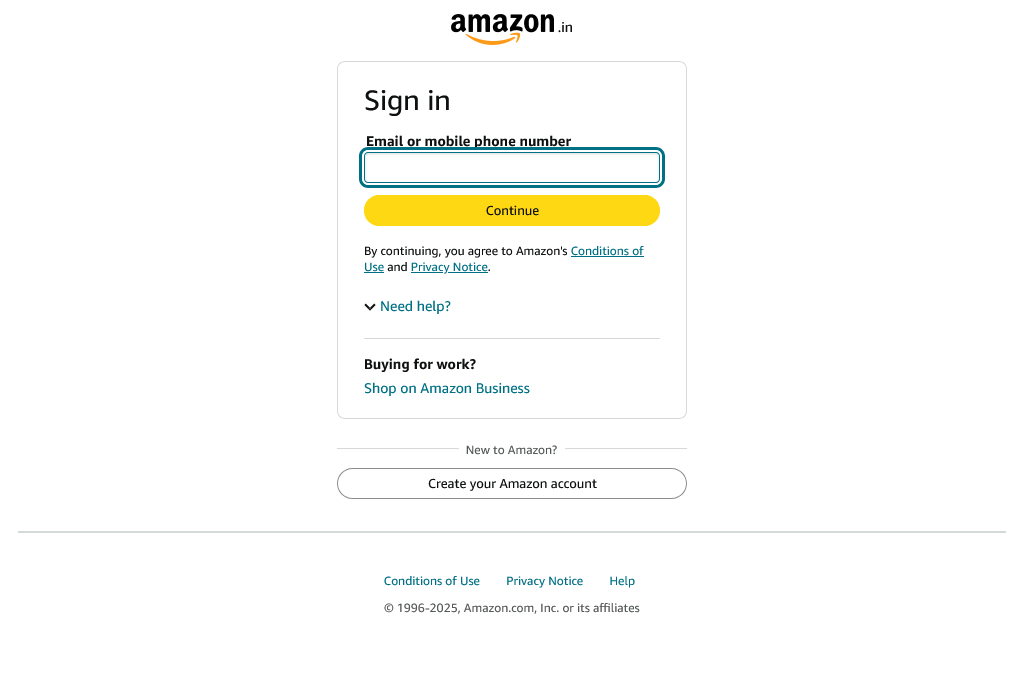 amazon.in
Sign in
Email or mobile phone number
Continue
By continuing, you agree to Amazon's Conditions of
Use and Privacy Notice.
Need help?
Buying for work?
Shop on Amazon Business
New to Amazon?
Create your Amazon account
Conditions of Use Privacy Notice Help
© 1996-2025, Amazon.com, Inc. or its affiliates